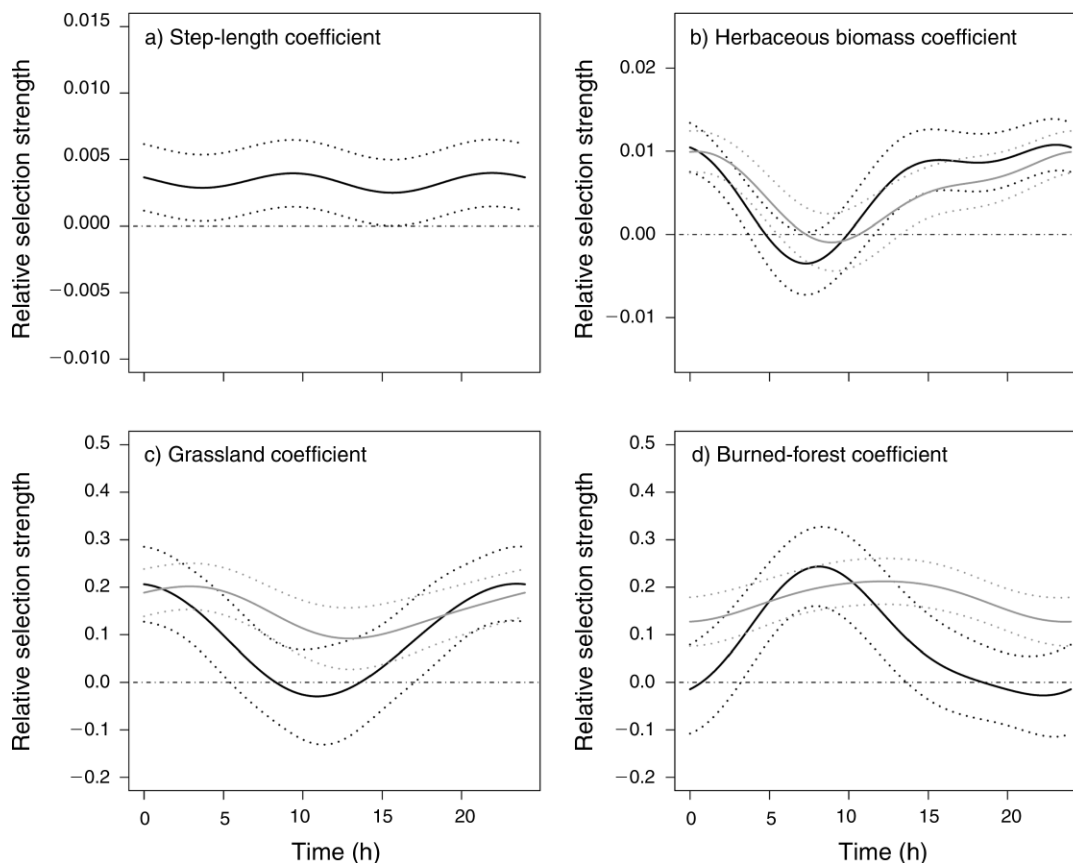 a) Step-length coefficient
Relative selection strength
0.015
0.010
0.005
0.000
−0.005
−0.010
b) Herbaceous biomass coefficient
Relative selection strength
0.02
0.01
0.00
−0.01
c) Grassland coefficient
Relative selection strength
0.5
0.4
0.3
0.2
0.1
0.0
−0.1
−0.2
0 5 10 15 20
Time (h)
d) Burned-forest coefficient
Relative selection strength
0.5
0.4
0.3
0.2
0.1
0.0
−0.1
−0.2
0 5 10 15 20
Time (h)